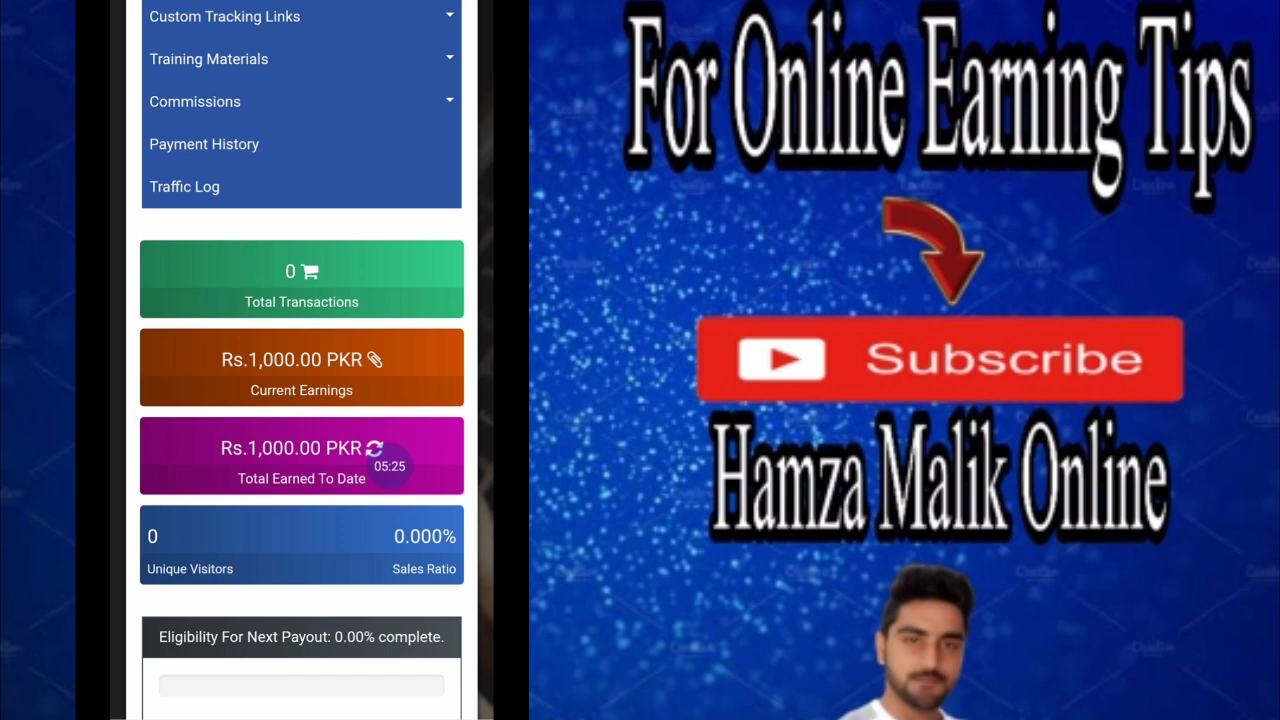 Custom Tracking Links
Training Materials
Commissions
Payment History
Traffic Log
0
Total Transactions
Rs.1,000.00 PKR
Current Earnings
Rs.1,000.00 PKR
05:25
Total Earned To Date
0 0.000%
Unique Visitors Sales Ratio
Eligibility For Next Payout: 0.00% complete.
For Online Earning Tips
Subscribe
Hamza Malik Online